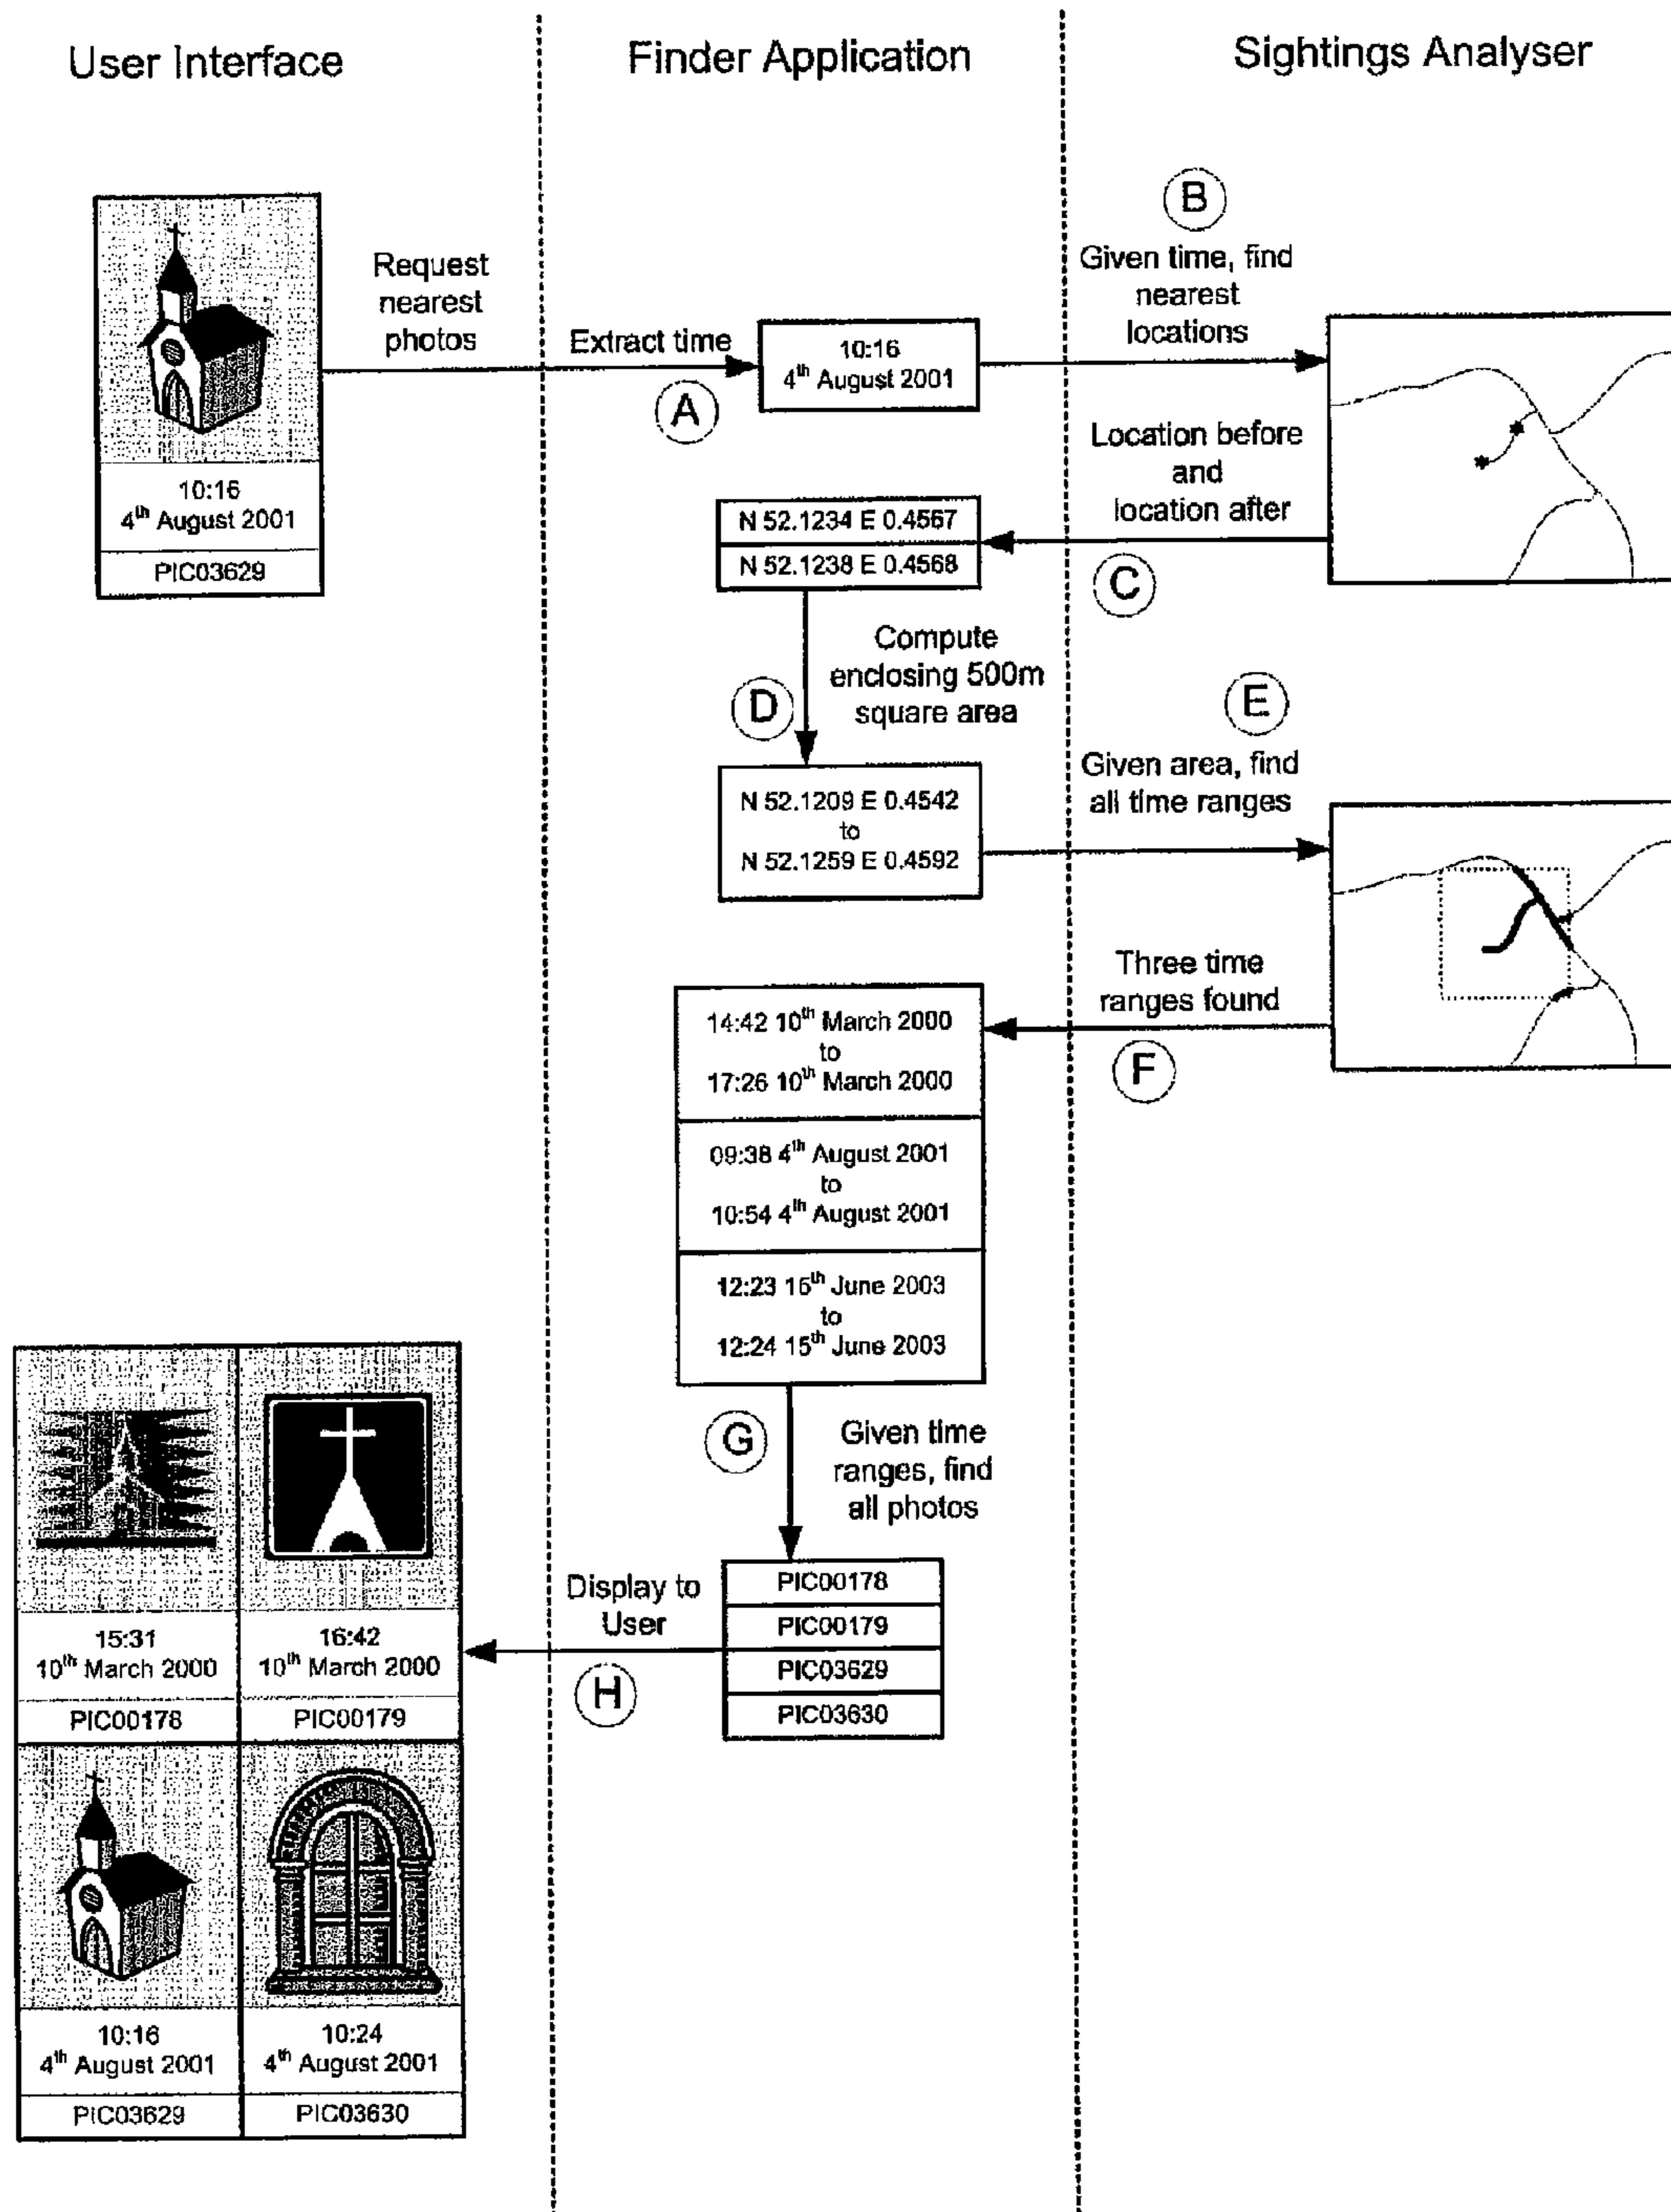 User Interface
Finder Application
Sightings Analyser
B
Given time, find
nearest
locations
Request
nearest
photos
Extract time
A
10:16
4th August 2001
10:16
4th August 2001
PIC03629
Location before
and
location after
C
N 52.1234 E 0.4567
N 52.1238 E 0.4568
D
Compute
enclosing 500m
square area
E
Given area, find
all time ranges
N 52.1209 E 0.4542
to
N 52.1259 E 0.4592
Three time
ranges found
F
14:42 10th March 2000
to
17:26 10th March 2000
09:38 4th August 2001
to
10:54 4th August 2001
12:23 15th June 2003
to
12:24 15th June 2003
G
Given time
ranges, find
all photos
PIC00178
PIC00179
PIC03629
PIC03630
Display to
User
H
15:31
10th March 2000
PIC00178
16:42
10th March 2000
PIC00179
10:16
4th August 2001
PIC03629
10:24
4th August 2001
PIC03630